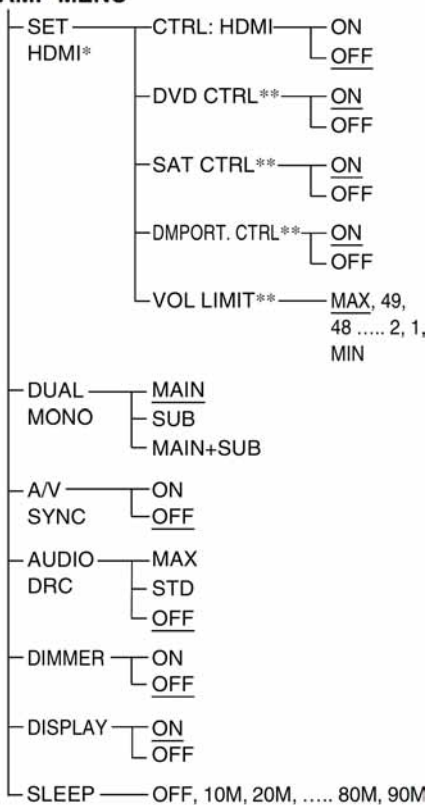 SET CTRL: HDMI ON
HDMI* OFF
DVD CTRL** ON
OFF
SAT CTRL** ON
OFF
DMPORT. CTRL** ON
OFF
VOL LIMIT** MAX, 49,
48 ..... 2, 1,
MIN
DUAL MAIN
MONO SUB
MAIN+SUB
A/V ON
SYNC OFF
AUDIO MAX
DRC STD
OFF
DIMMER ON
OFF
DISPLAY ON
OFF
SLEEP OFF, 10M, 20M, ..... 80M, 90M